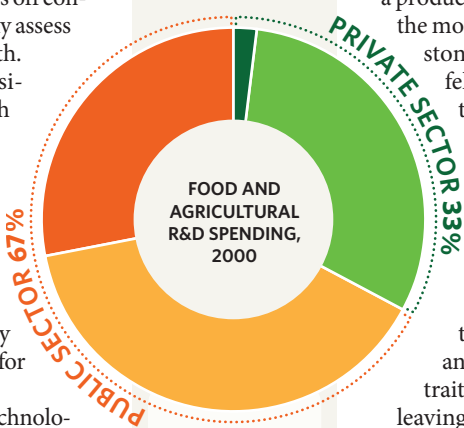 s on con-
y assess
th.
si-
h
a produc
the mo
ston
fel
t
PRIVATE SECTOR 33%
FOOD AND
AGRICULTURAL
R&D SPENDING,
2000
PUBLIC SECTOR 67%
y
for
chnolo-
t
an
trait
leaving